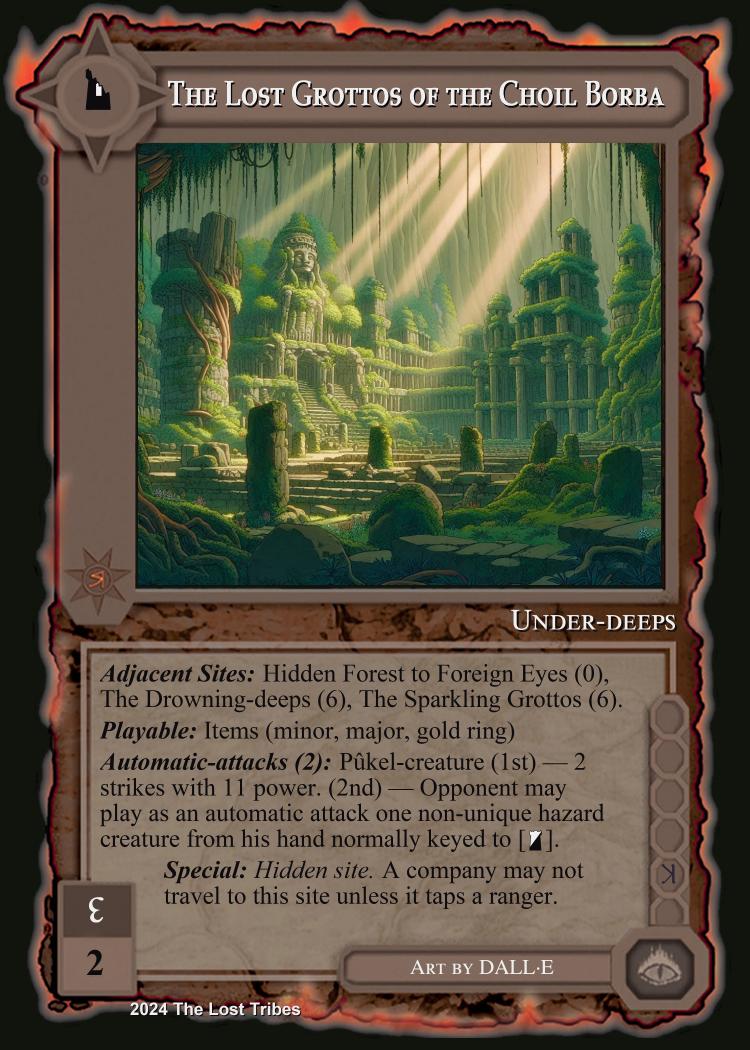 The Lost Grottos of the Choil Borba
Under-deeps
Adjacent Sites: Hidden Forest to Foreign Eyes (0),
The Drowning-deeps (6), The Sparkling Grottos (6).
Playable: Items (minor, major, gold ring)
Automatic-attacks (2): Pûkel-creature (1st) — 2
strikes with 11 power. (2nd) — Opponent may
play as an automatic attack one non-unique hazard
creature from his hand normally keyed to [ ].
Special: Hidden site. A company may not
travel to this site unless it taps a ranger.
2
Art by DALL·E
2024 The Lost Tribes